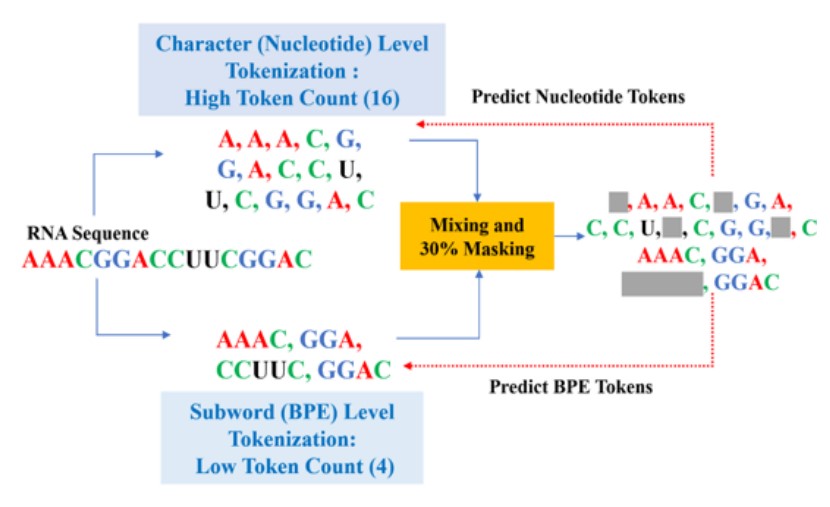 Character (Nucleotide) Level
Tokenization :
High Token Count (16)
Predict Nucleotide Tokens
A, A, A, C, G,
G, A, C, C, U,
U, C, G, G, A, C
RNA Sequence
AAACGGACCUUCGGAC
Mixing and
30% Masking
, A, A, C, , G, A,
C, C, U, , C, G, G, , C
AAAC, GGA,
, GGAC
AAAC, GGA,
CCUUC, GGAC
Predict BPE Tokens
Subword (BPE) Level
Tokenization:
Low Token Count (4)